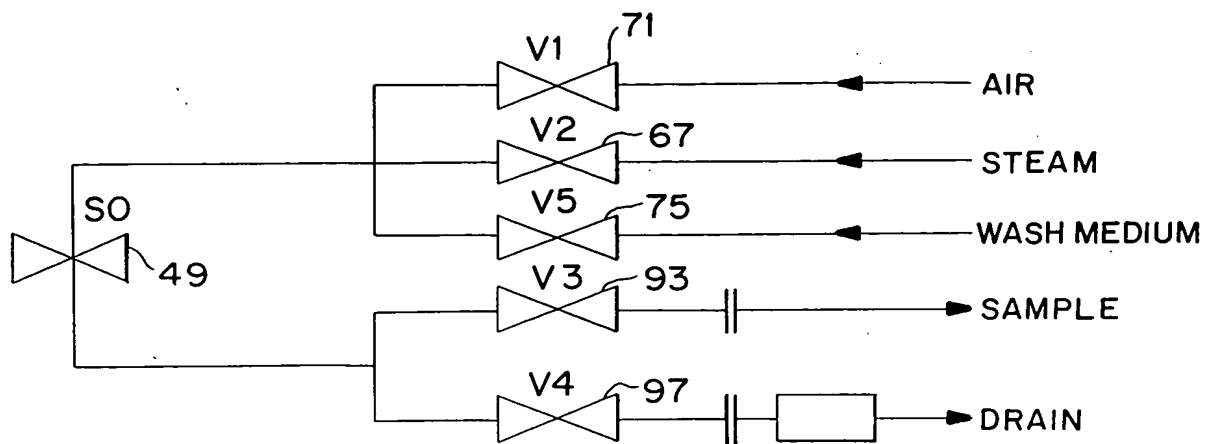 V1 71
AIR
V2 67
STEAM
SO
49
V5 75
WASH MEDIUM
V3 93
SAMPLE
V4 97
DRAIN